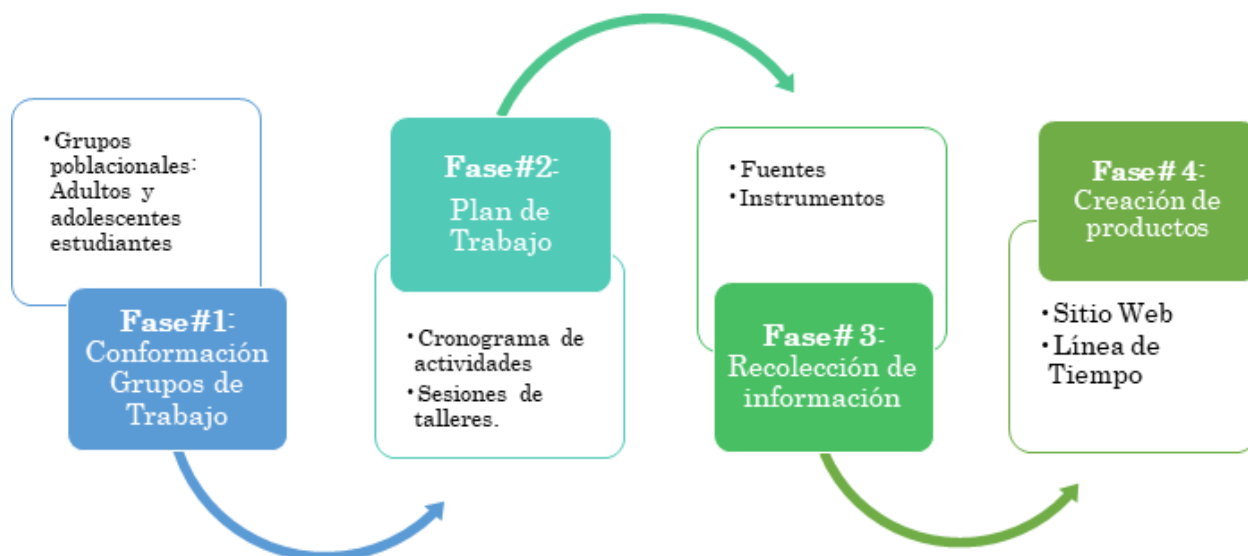 •Grupos
poblacionales:
Adultos y
adolescentes
estudiantes
Fase#1:
Conformación
Grupos de
Trabajo
Fase#2:
Plan de
Trabajo
•Cronograma de
actividades
•Sesiones de
talleres.
•Fuentes
•Instrumentos
Fase# 3:
Recolección de
información
Fase# 4:
Creación de
productos
•Sitio Web
•Línea de
Tiempo